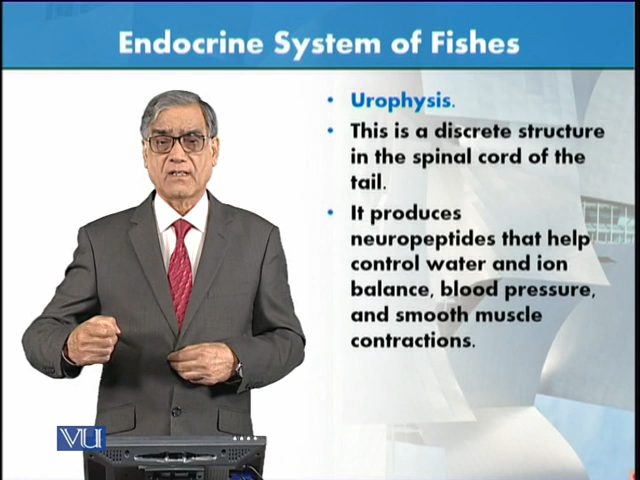 Endocrine System of Fishes
• Urophysis.
• This is a discrete structure
in the spinal cord of the
tail.
• It produces
neuropeptides that help
control water and ion
balance, blood pressure,
and smooth muscle
contractions.
VU